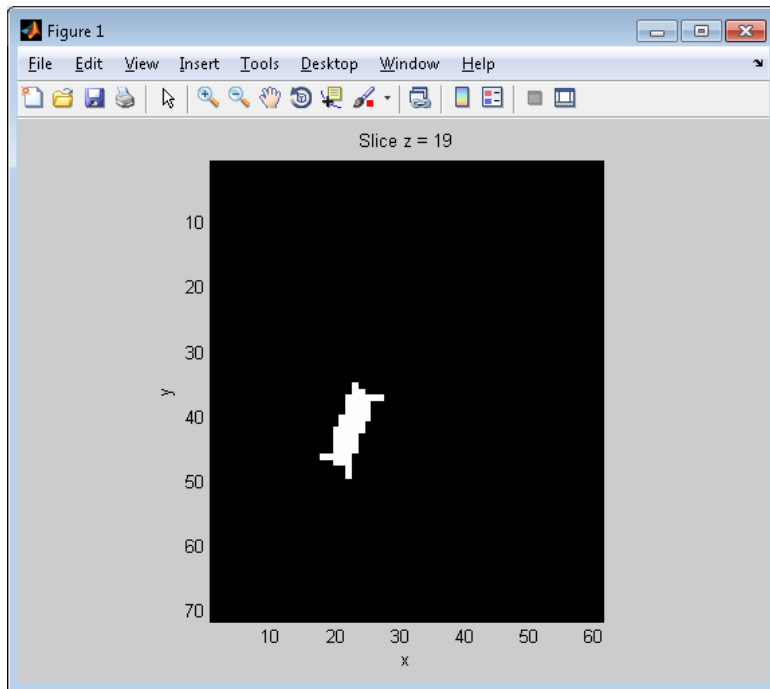 Figure 1
File Edit View Insert Tools Desktop Window Help
Slice z = 19
10
20
30
40
50
60
70
y
10 20 30 40 50 60
x